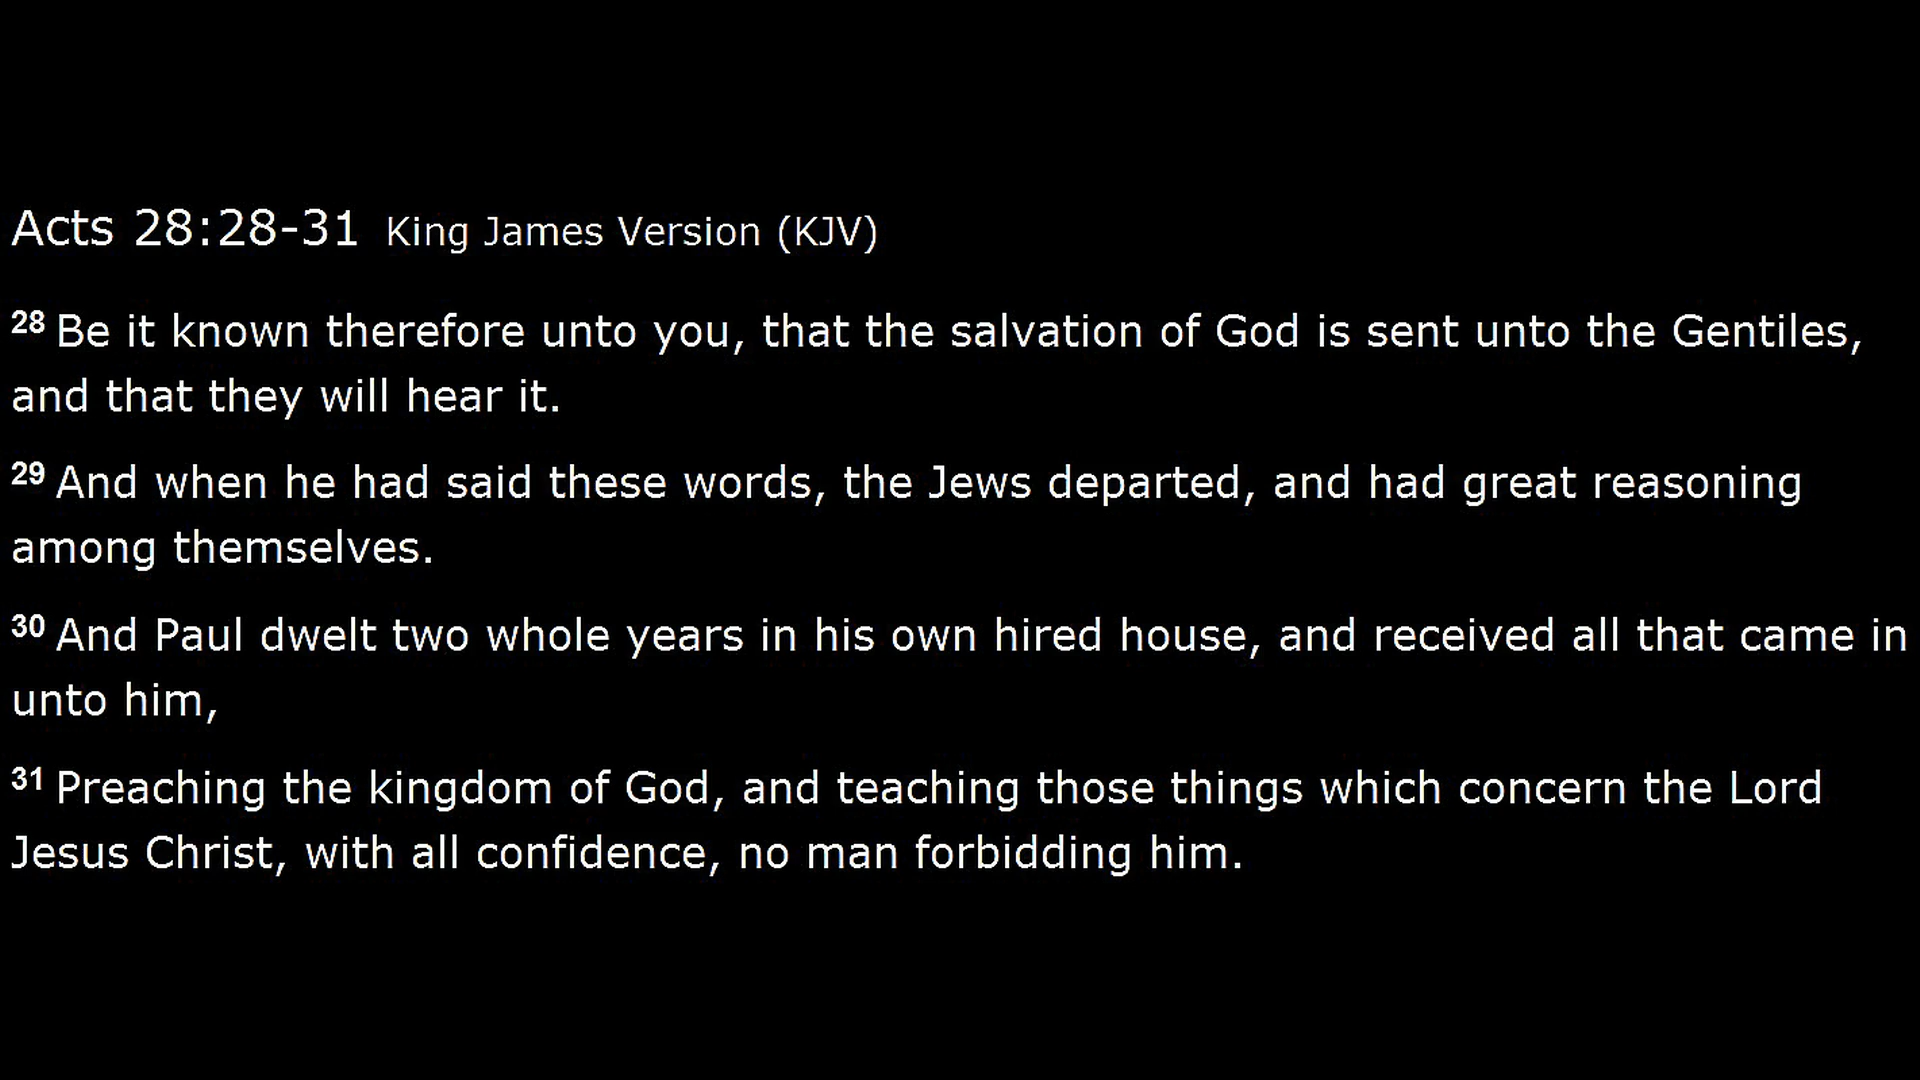 Acts 28:28-31 King James Version (KJV)
28 Be it known therefore unto you, that the salvation of God is sent unto the Gentiles,
and that they will hear it.
29 And when he had said these words, the Jews departed, and had great reasoning
among themselves.
30 And Paul dwelt two whole years in his own hired house, and received all that came in
unto him,
31 Preaching the kingdom of God, and teaching those things which concern the Lord
Jesus Christ, with all confidence, no man forbidding him.